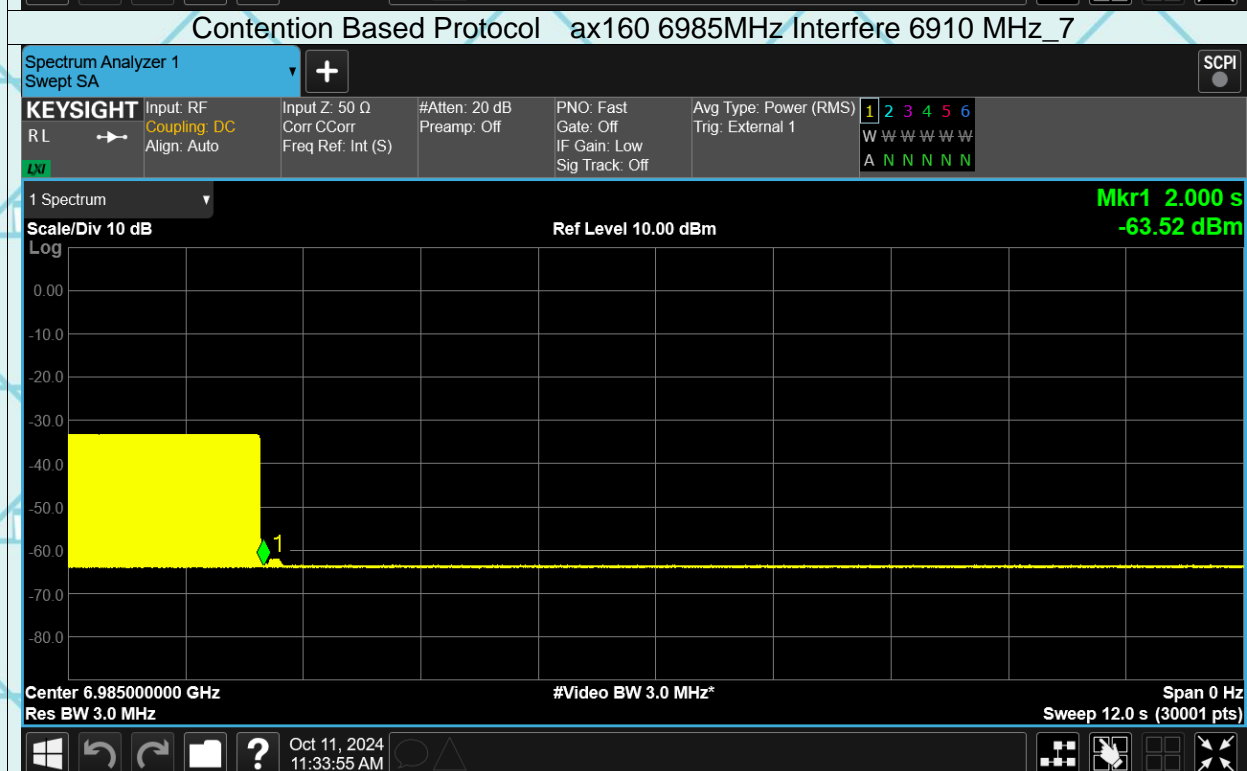 Contention Based Protocol ax160 6985MHz Interfere 6910 MHz_7
Spectrum Analyzer 1
Swept SA
▼
+
SCPI
KEYSIGHT
RL
LXI
Input: RF
Coupling: DC
Align: Auto
Input Z: 50 Ω
Corr CCorr
Freq Ref: Int (S)
#Atten: 20 dB
Preamp: Off
PNO: Fast
Gate: Off
IF Gain: Low
Sig Track: Off
Avg Type: Power (RMS)
Trig: External 1
1 2 3 4 5 6
W W W W W W
A N N N N N
1 Spectrum ▼
Mkr1 2.000 s
-63.52 dBm
Scale/Div 10 dB
Ref Level 10.00 dBm
Log
0.00
-10.0
-20.0
-30.0
-40.0
-50.0
-60.0
-70.0
-80.0
1
Center 6.985000000 GHz
#Video BW 3.0 MHz*
Span 0 Hz
Res BW 3.0 MHz
Sweep 12.0 s (30001 pts)
?
Oct 11, 2024
11:33:55 AM